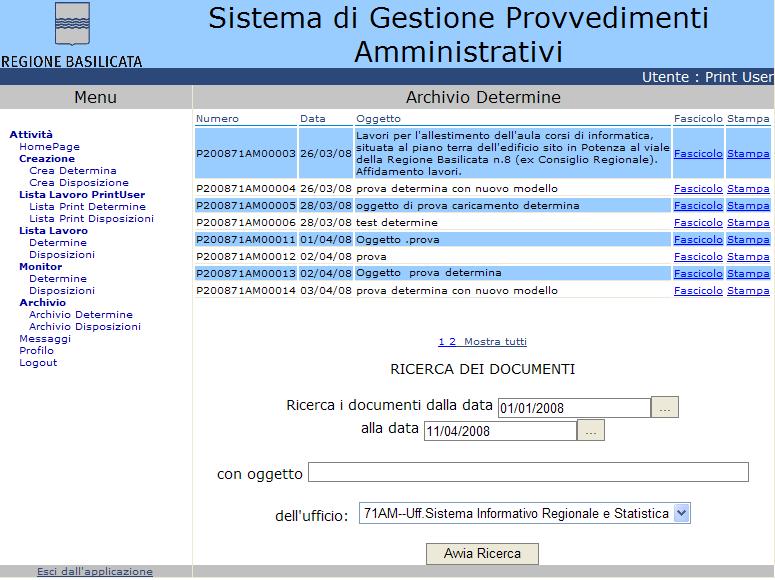 REGIONE BASILICATA
Sistema di Gestione Provvedimenti
Amministrativi
Utente : Print User
Menu
Attività
HomePage
Creazione
Crea Determina
Crea Disposizione
Lista Lavoro PrintUser
Lista Print Determine
Lista Print Disposizioni
Lista Lavoro
Determine
Disposizioni
Monitor
Determine
Disposizioni
Archivio
Archivio Determine
Archivio Disposizioni
Messaggi
Profilo
Logout
Esci dall'applicazione
Archivio Determine
Numero Data Oggetto Fascicolo Stampa
P200871AM00003 26/03/08 Lavori per l'allestimento dell'aula corsi di informatica,
situata al piano terra dell'edificio sito in Potenza al viale
della Regione Basilicata n.8 (ex Consiglio Regionale).
Affidamento lavori. Fascicolo Stampa
P200871AM00004 26/03/08 prova determina con nuovo modello Fascicolo Stampa
P200871AM00005 28/03/08 oggetto di prova caricamento determina Fascicolo Stampa
P200871AM00006 28/03/08 test determine Fascicolo Stampa
P200871AM00011 01/04/08 Oggetto .prova Fascicolo Stampa
P200871AM00012 02/04/08 prova Fascicolo Stampa
P200871AM00013 02/04/08 Oggetto prova determina Fascicolo Stampa
P200871AM00014 03/04/08 prova determina con nuovo modello Fascicolo Stampa
1 2 Mostra tutti
RICERCA DEI DOCUMENTI
Ricerca i documenti dalla data 01/01/2008 ...
alla data 11/04/2008 ...
con oggetto
dell'ufficio: 71AM--Uff.Sistema Informativo Regionale e Statistica
Avvia Ricerca